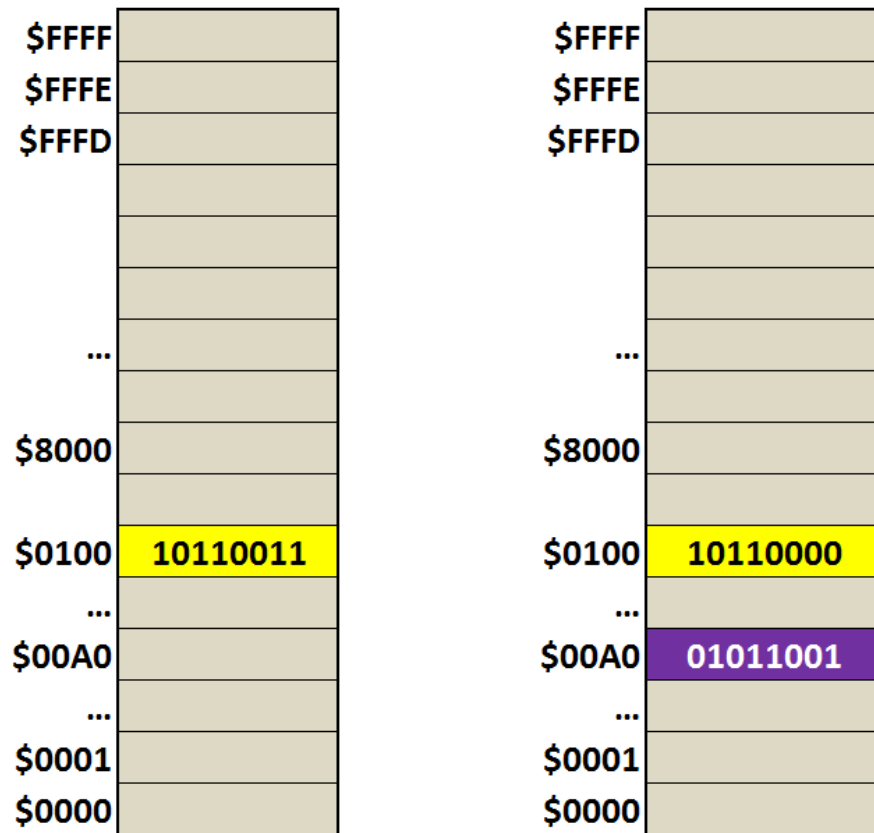 $FFFF $FFFF
$FFFE $FFFE
$FFFD $FFFD
... ...
$8000 $8000
$0100 10110011 $0100 10110000
... ...
$00A0 $00A0 01011001
... ...
$0001 $0001
$0000 $0000